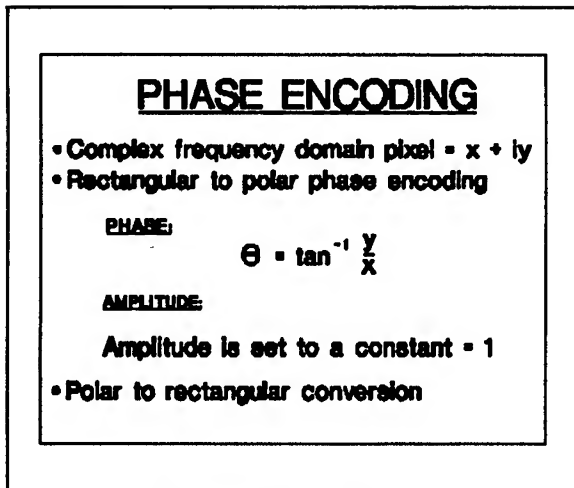 PHASE ENCODING
• Complex frequency domain pixel = x + iy
• Rectangular to polar phase encoding
PHASE:
Θ = tan⁻¹ y/x
AMPLITUDE:
Amplitude is set to a constant = 1
• Polar to rectangular conversion